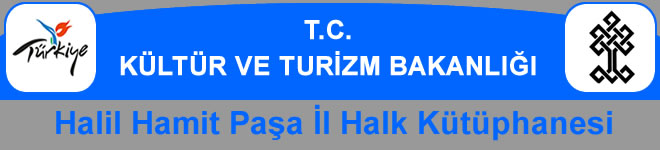 Türkiye
T.C.
KÜLTÜR VE TURİZM BAKANLIĞI
Halil Hamit Paşa İl Halk Kütüphanesi